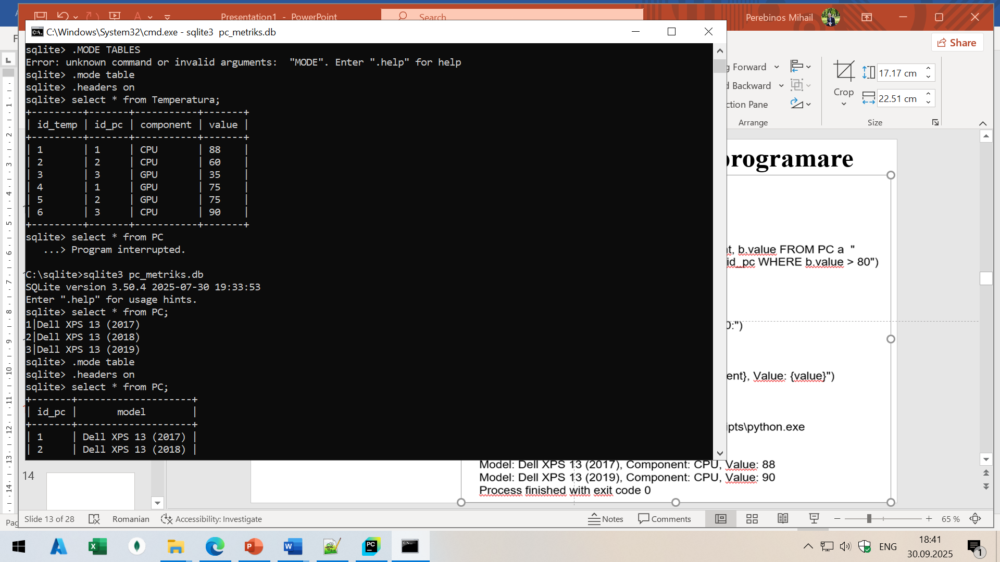 Presentation1 - PowerPoint
Search
Perebinos Mihail
C:\Windows\System32\cmd.exe - sqlite3 pc_metriks.db
Share
sqlite> .MODE TABLES
Error: unknown command or invalid arguments:  "MODE". Enter ".help" for help
sqlite> .mode table
sqlite> .headers on
sqlite> select * from Temperatura;
+---------+-------+-----------+-------+
| id_temp | id_pc | component | value |
+---------+-------+-----------+-------+
| 1       | 1     | CPU       | 88    |
| 2       | 2     | CPU       | 60    |
| 3       | 3     | GPU       | 35    |
| 4       | 1     | GPU       | 75    |
| 5       | 2     | GPU       | 75    |
| 6       | 3     | CPU       | 90    |
+---------+-------+-----------+-------+
sqlite> select * from PC
   ...> Program interrupted.
C:\sqlite>sqlite3 pc_metriks.db
SQLite version 3.50.4 2025-07-30 19:33:53
Enter ".help" for usage hints.
sqlite> select * from PC;
1|Dell XPS 13 (2017)
2|Dell XPS 13 (2018)
3|Dell XPS 13 (2019)
sqlite> .mode table
sqlite> .headers on
sqlite> select * from PC;
+-------+--------------------+
| id_pc |       model        |
+-------+--------------------+
| 1     | Dell XPS 13 (2017) |
| 2     | Dell XPS 13 (2018) |
Forward
Backward
ction Pane
Arrange
Crop
17.17 cm
22.51 cm
Size
programare
t, b.value FROM PC a "
id_pc WHERE b.value > 80")
0:")
ent}, Value: {value}")
ipts\python.exe
Model: Dell XPS 13 (2017), Component: CPU, Value: 88
Model: Dell XPS 13 (2019), Component: CPU, Value: 90
Process finished with exit code 0
14
Slide 13 of 28
Romanian
Accessibility: Investigate
Notes
Comments
65 %
ENG
18:41
30.09.2025
1